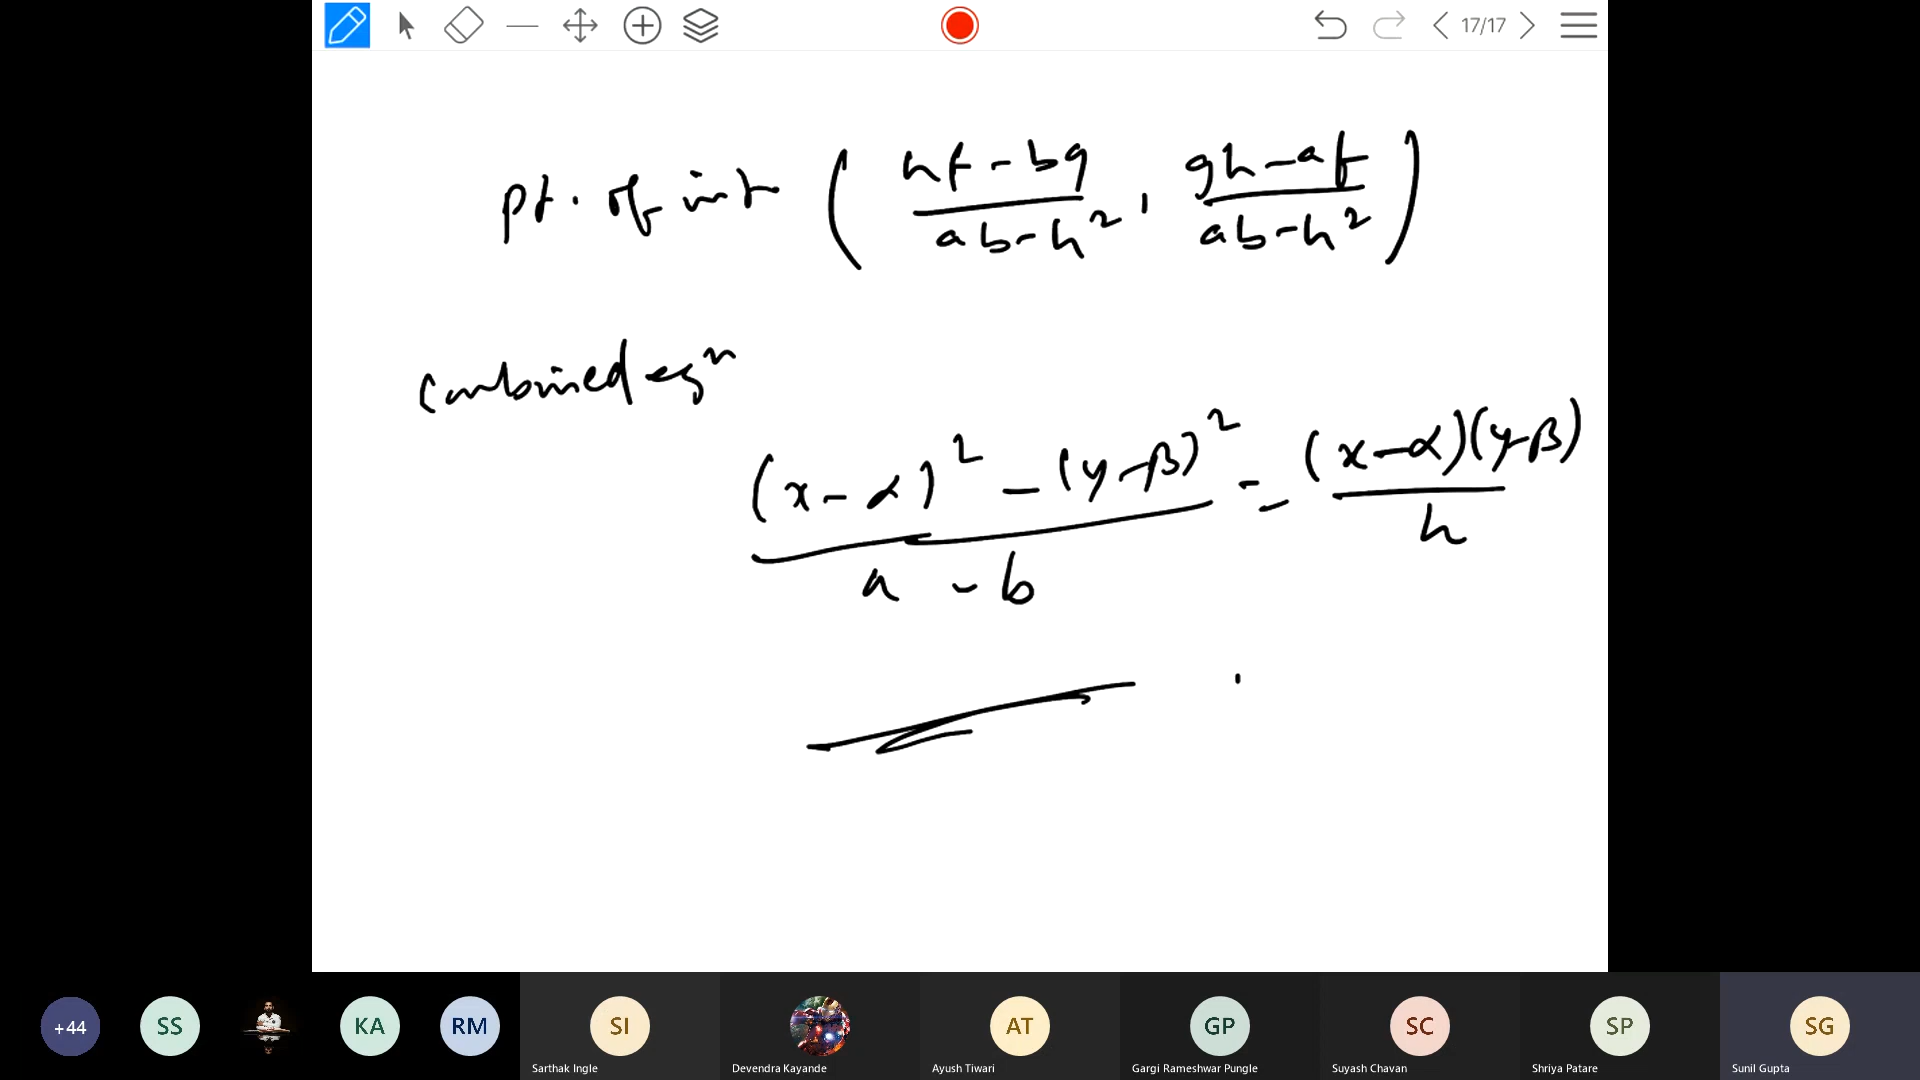 17/17
pt. of int ( hf - bg / ab - h² , gh - af / ab - h² )
combined eqⁿ
(x - α)² - (y - β)² / a - b = (x - α)(y - β) / h
+44 SS KA RM SI AT GP SC SP SG
Sarthak Ingle Devendra Kayande Ayush Tiwari Gargi Rameshwar Pungle Suyash Chavan Shriya Patare Sunil Gupta